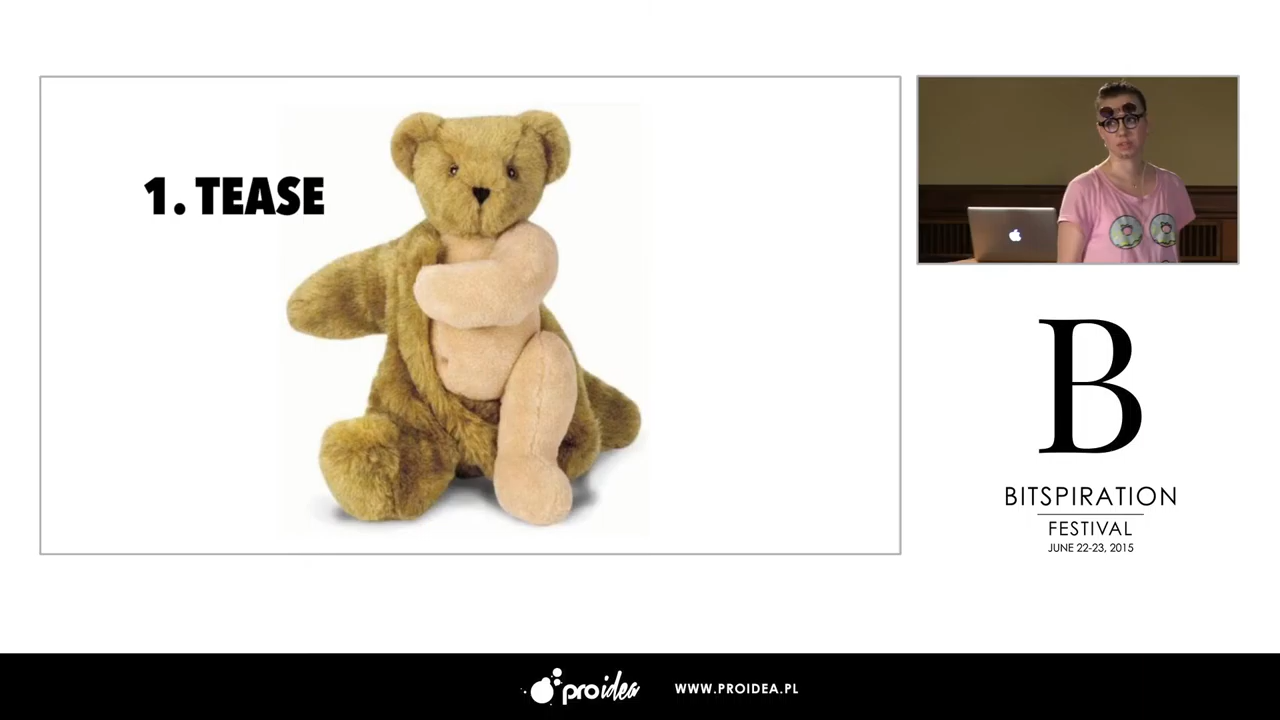 1. TEASE
B
BITSPIRATION
FESTIVAL
JUNE 22-23, 2015
proidea
WWW.PROIDEA.PL